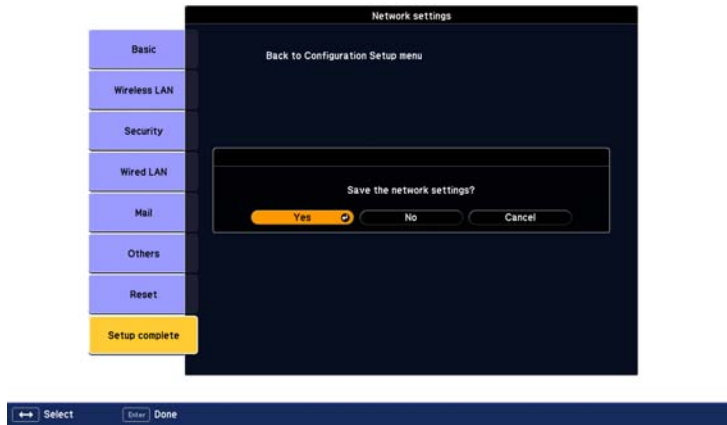 Network settings
Basic
Back to Configuration Setup menu
Wireless LAN
Security
Wired LAN
Save the network settings?
Mail
Yes No Cancel
Others
Reset
Setup complete
Select Enter Done